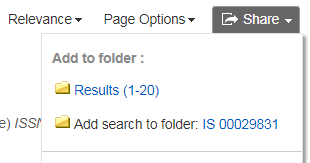 Relevance Page Options Share
Add to folder :
Results (1-20)
e) ISSN
Add search to folder: IS 00029831